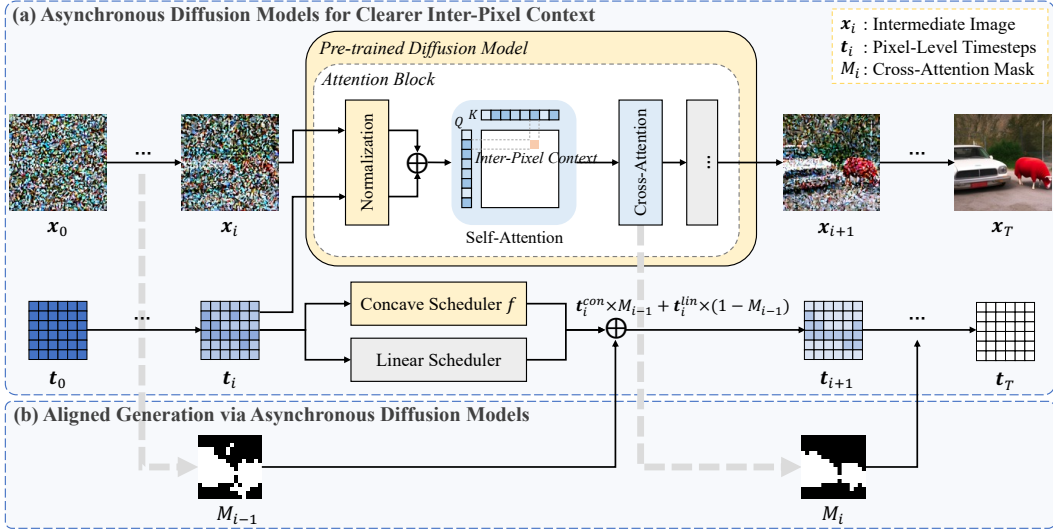 (a) Asynchronous Diffusion Models for Clearer Inter-Pixel Context
x_i : Intermediate Image
t_i : Pixel-Level Timesteps
M_i : Cross-Attention Mask
Pre-trained Diffusion Model
Attention Block
Normalization
Q
K
Inter-Pixel Context
Self-Attention
Cross-Attention
...
...
...
x_0
x_i
x_{i+1}
x_T
Concave Scheduler f
Linear Scheduler
t_i^{con} × M_{i-1} + t_i^{lin} × (1 − M_{i-1})
...
...
t_0
t_i
t_{i+1}
t_T
(b) Aligned Generation via Asynchronous Diffusion Models
M_{i-1}
M_i